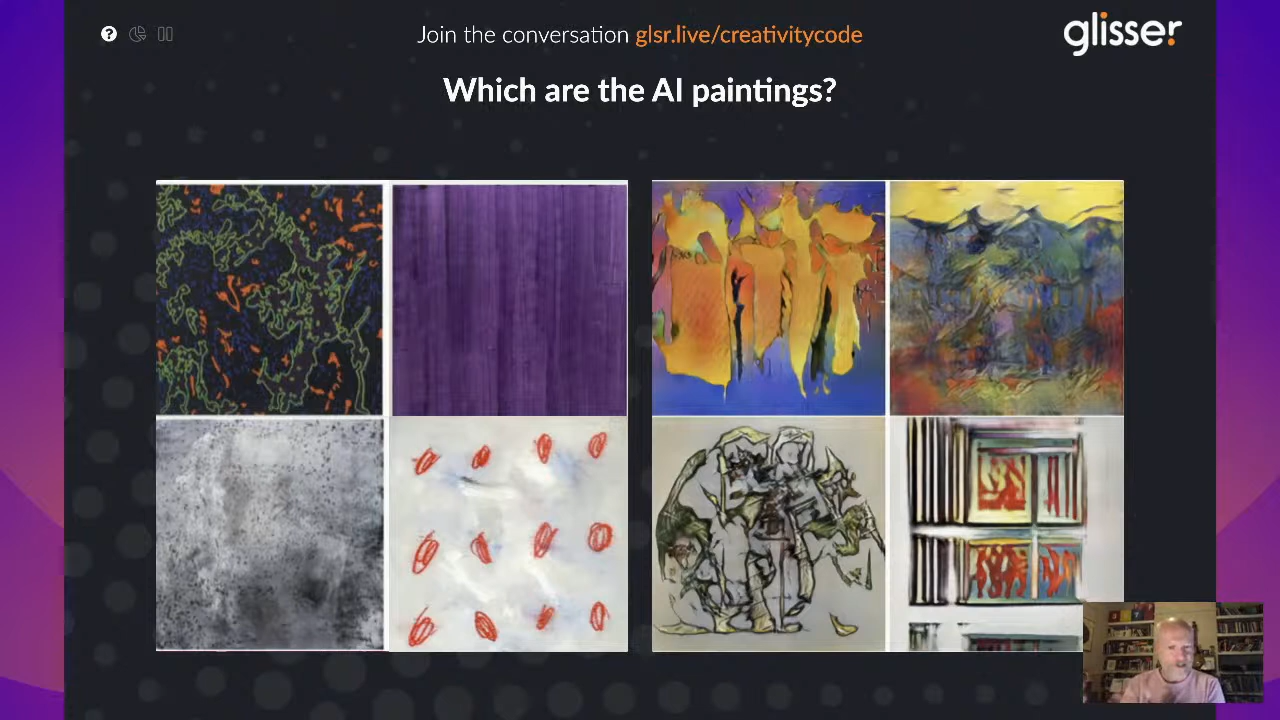 Join the conversation glsr.live/creativitycode
glisser.
Which are the AI paintings?